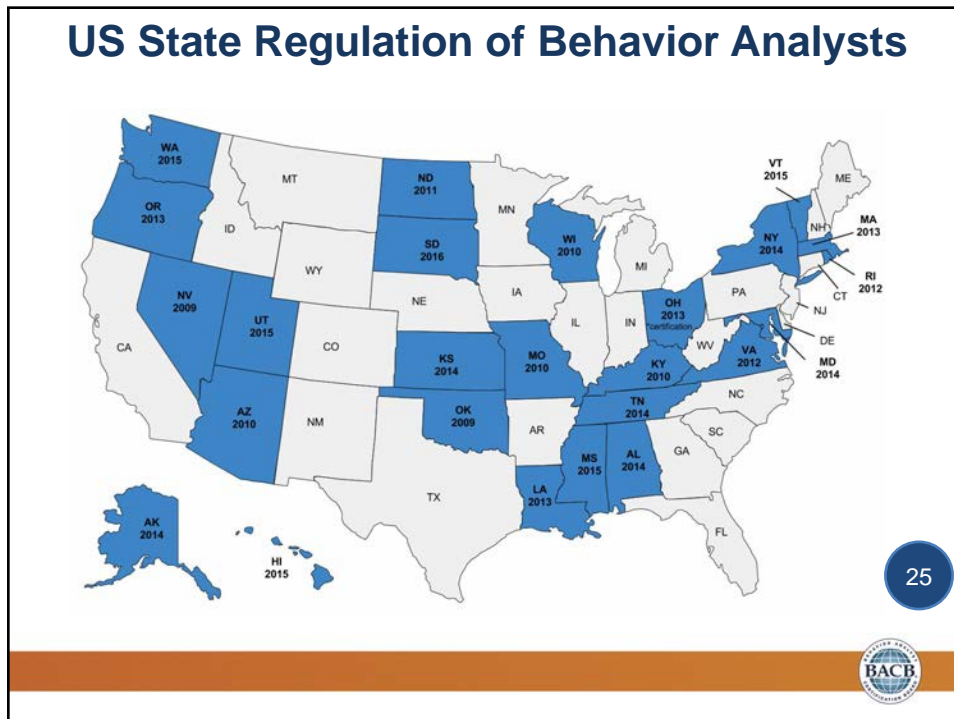 US State Regulation of Behavior Analysts
WA
2015
OR
2013
ID
MT
ND
2011
SD
2016
MN
WI
2010
MI
VT
2015
ME
NH
MA
2013
NY
2014
RI
2012
CT
NJ
PA
DE
MD
2014
NV
2009
UT
2015
WY
NE
IA
IL
IN
OH
2013
*certification
WV
VA
2012
CA
CO
KS
2014
MO
2010
KY
2010
NC
TN
2014
AZ
2010
NM
OK
2009
AR
SC
MS
2015
AL
2014
GA
TX
LA
2013
FL
AK
2014
HI
2015
25
BEHAVIOR ANALYST
BACB
CERTIFICATION BOARD